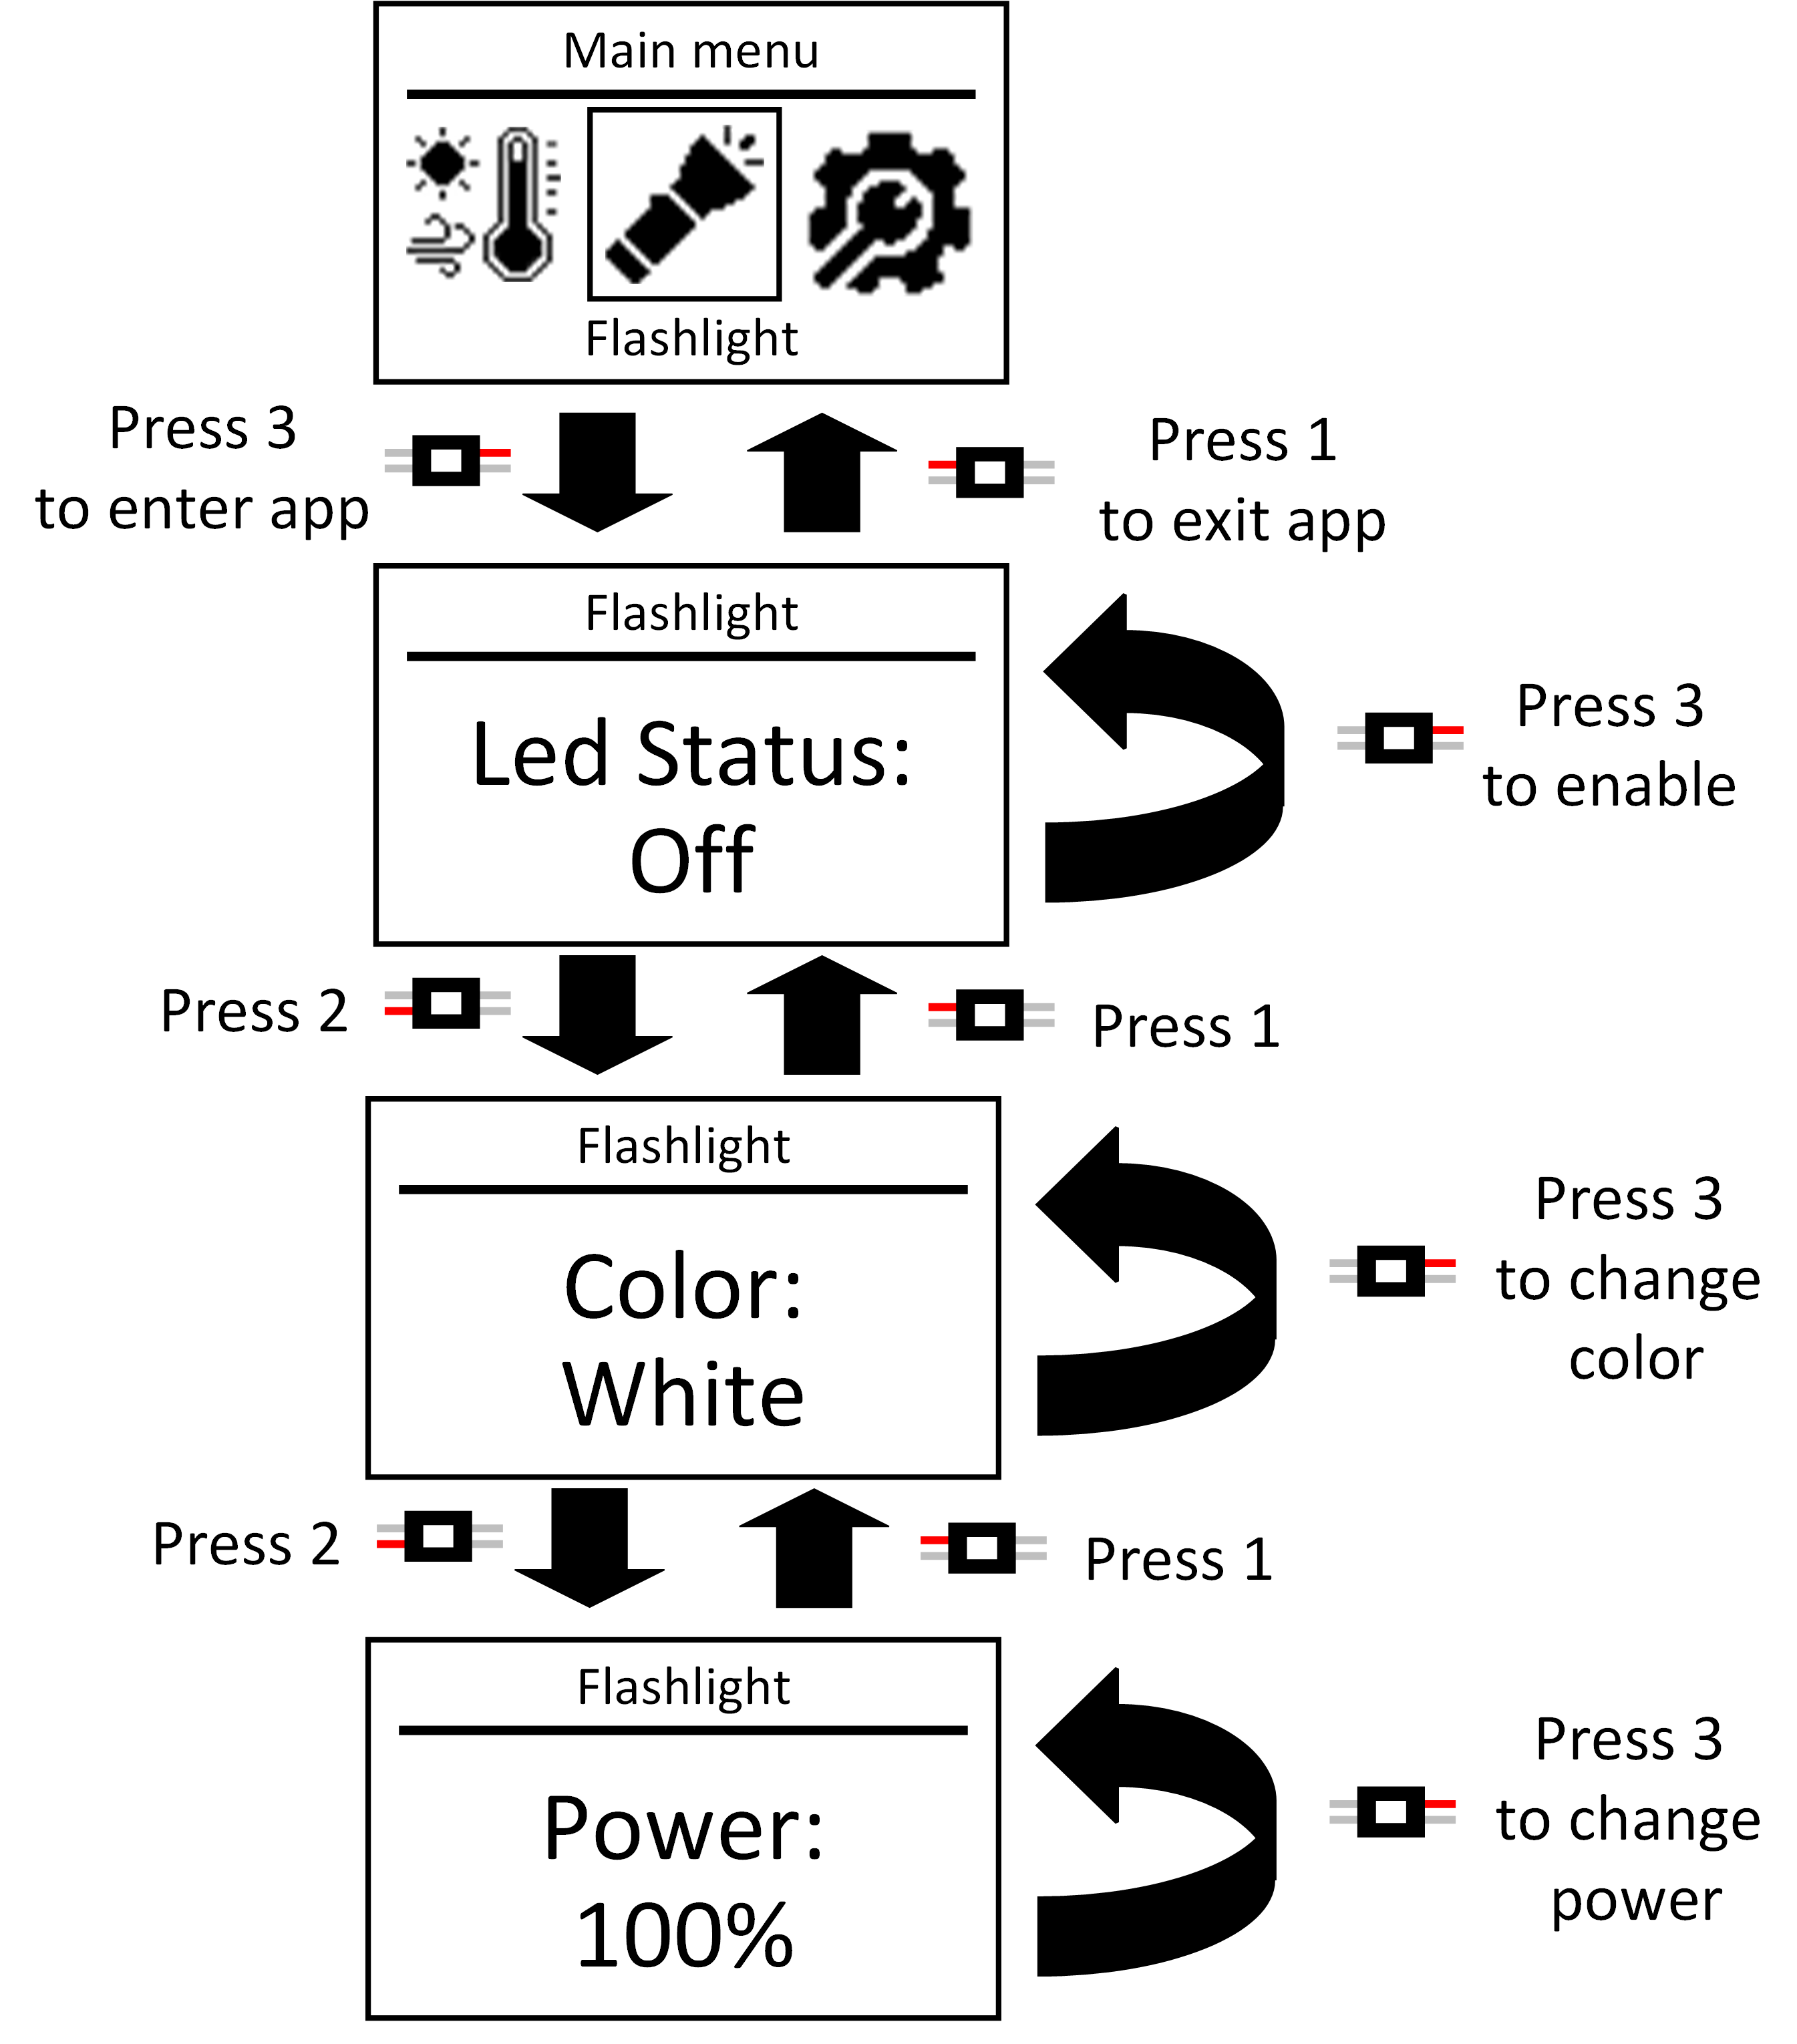 Main menu
Flashlight
Press 3
to enter app
Press 1
to exit app
Flashlight
Led Status:
Off
Press 3
to enable
Press 2
Press 1
Flashlight
Color:
White
Press 3
to change
color
Press 2
Press 1
Flashlight
Power:
100%
Press 3
to change
power